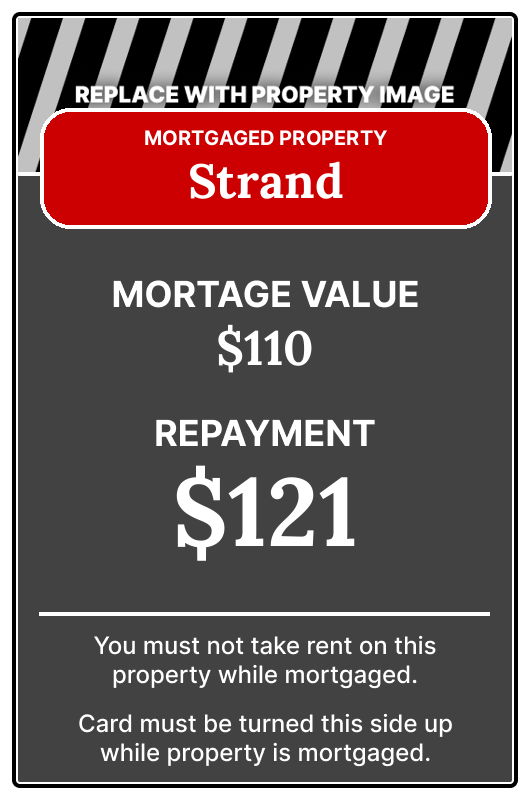 REPLACE WITH PROPERTY IMAGE
MORTGAGED PROPERTY
Strand
MORTAGE VALUE
$110
REPAYMENT
$121
You must not take rent on this
property while mortgaged.
Card must be turned this side up
while property is mortgaged.